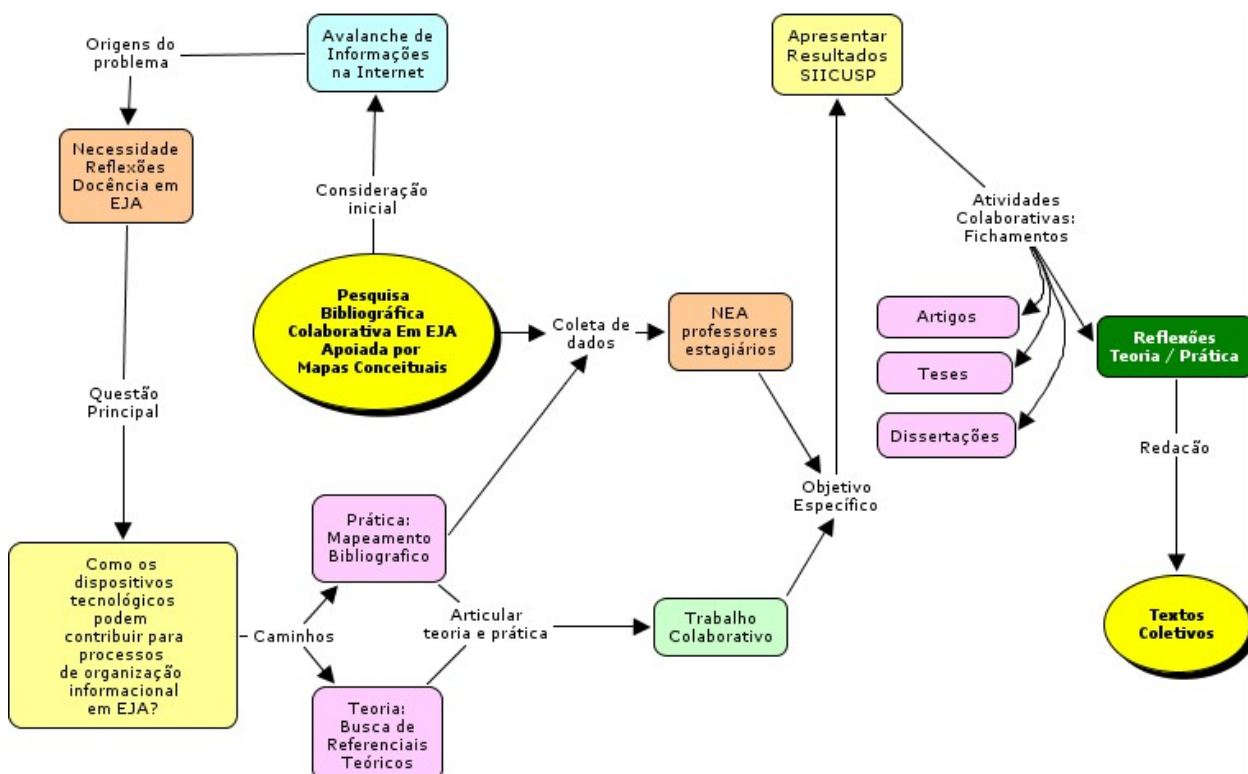 Origens do
problema
Avalanche de
Informações
na Internet
Apresentar
Resultados
SIICUSP
Necessidade
Reflexões
Docência em
EJA
Consideração
inicial
Atividades
Colaborativas:
Fichamentos
Pesquisa
Bibliográfica
Colaborativa Em EJA
Apoiada por
Mapas Conceituais
Coleta de
dados
NEA
professores
estagiários
Artigos
Teses
Dissertações
Reflexões
Teoria / Prática
Questão
Principal
Redacão
Objetivo
Específico
Prática:
Mapeamento
Bibliografico
Como os
dispositivos
tecnológicos
podem
contribuir para
processos
de organização
informacional
em EJA?
Caminhos
Articular
teoria e prática
Trabalho
Colaborativo
Textos
Coletivos
Teoria:
Busca de
Referenciais
Teóricos